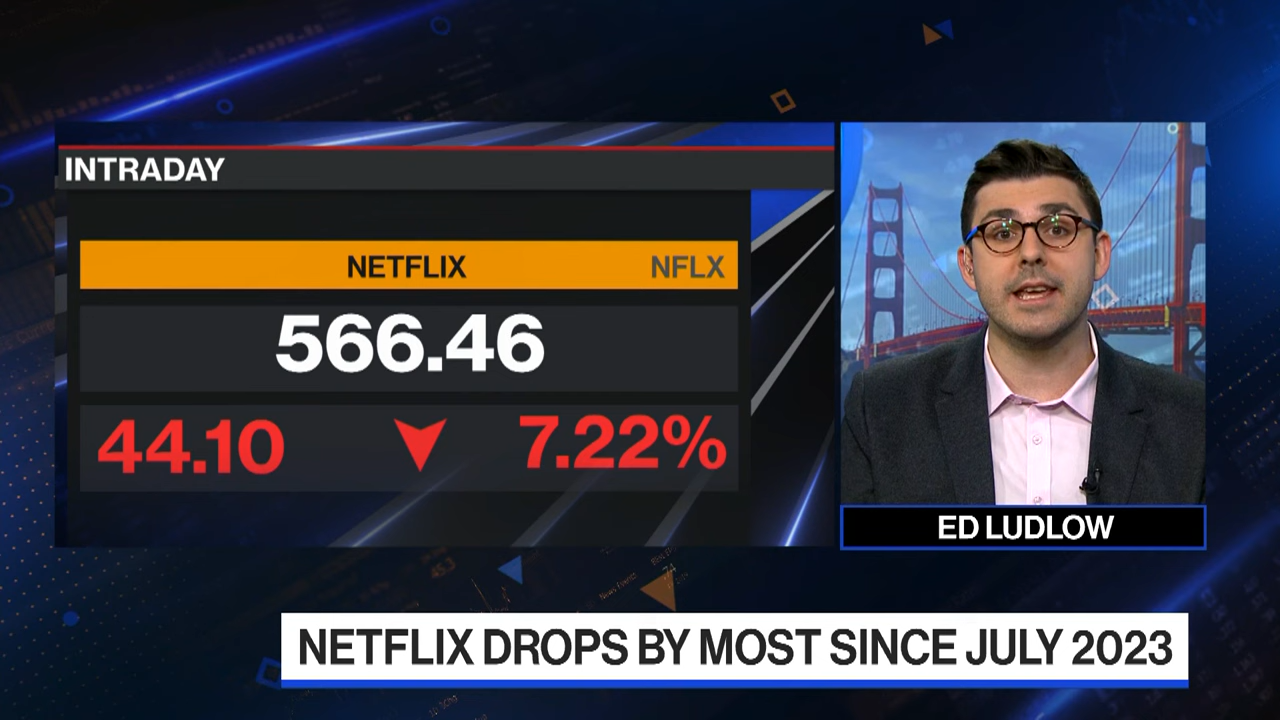 INTRADAY
NETFLIX NFLX
566.46
44.10 7.22%
ED LUDLOW
NETFLIX DROPS BY MOST SINCE JULY 2023